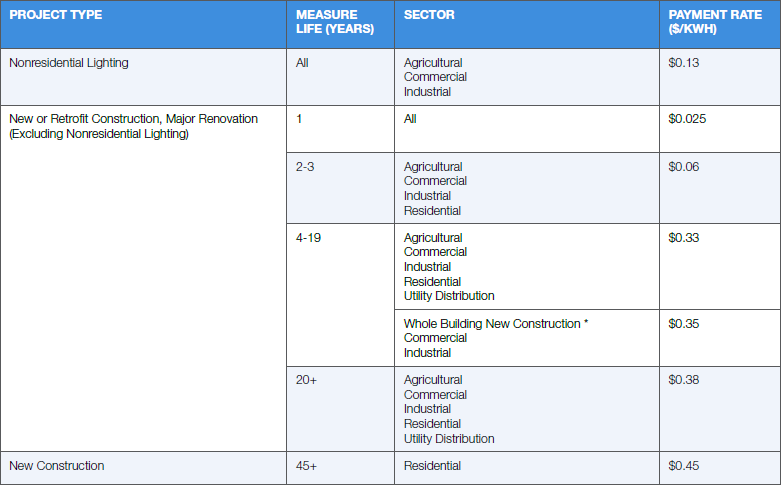 PROJECT TYPE
MEASURE
LIFE (YEARS)
SECTOR
PAYMENT RATE
($/KWH)
Nonresidential Lighting
All
Agricultural
Commercial
Industrial
$0.13
New or Retrofit Construction, Major Renovation
(Excluding Nonresidential Lighting)
1
All
$0.025
2-3
Agricultural
Commercial
Industrial
Residential
$0.06
4-19
Agricultural
Commercial
Industrial
Residential
Utility Distribution
$0.33
Whole Building New Construction *
Commercial
Industrial
$0.35
20+
Agricultural
Commercial
Industrial
Residential
Utility Distribution
$0.38
New Construction
45+
Residential
$0.45